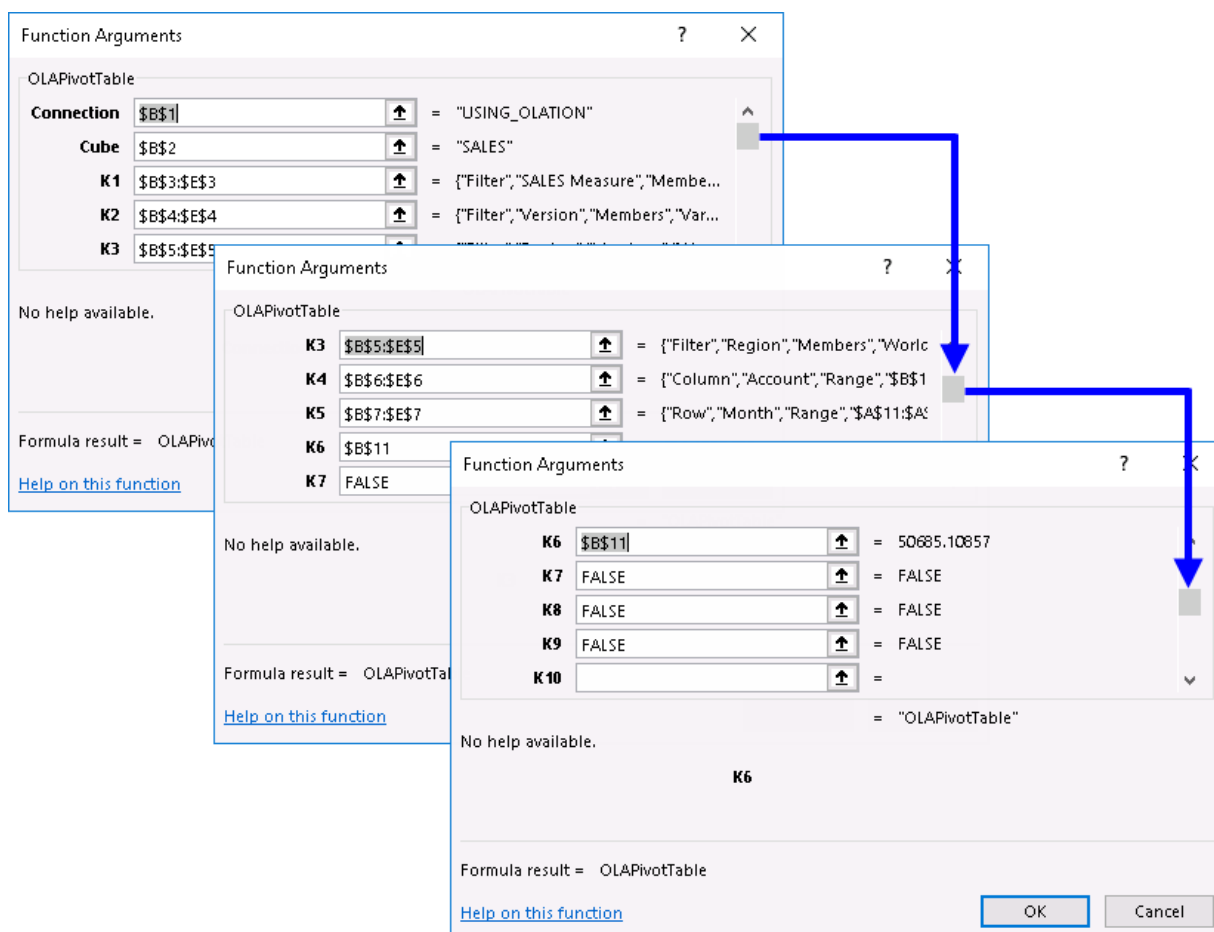 Function Arguments ?
OLAPivotTable
Connection $B$1 = "USING_OLATION"
Cube $B$2 = "SALES"
K1 $B$3:$E$3 = {"Filter","SALES Measure","Membe...
K2 $B$4:$E$4 = {"Filter","Version","Members","Var...
K3 $B$5:$E$5
No help available.
Formula result = OLAPiv
Help on this function
Function Arguments ?
OLAPivotTable
K3 $B$5:$E$5 = {"Filter","Region","Members","World
K4 $B$6:$E$6 = {"Column","Account","Range","$B$1
K5 $B$7:$E$7 = {"Row","Month","Range","$A$11:$A$
K6 $B$11
K7 FALSE
No help available.
Formula result = OLAPivotTal
Help on this function
Function Arguments ?
OLAPivotTable
K6 $B$11 = 50685.10857
K7 FALSE = FALSE
K8 FALSE = FALSE
K9 FALSE = FALSE
K10 =
= "OLAPivotTable"
No help available.
K6
Formula result = OLAPivotTable
Help on this function
OK Cancel